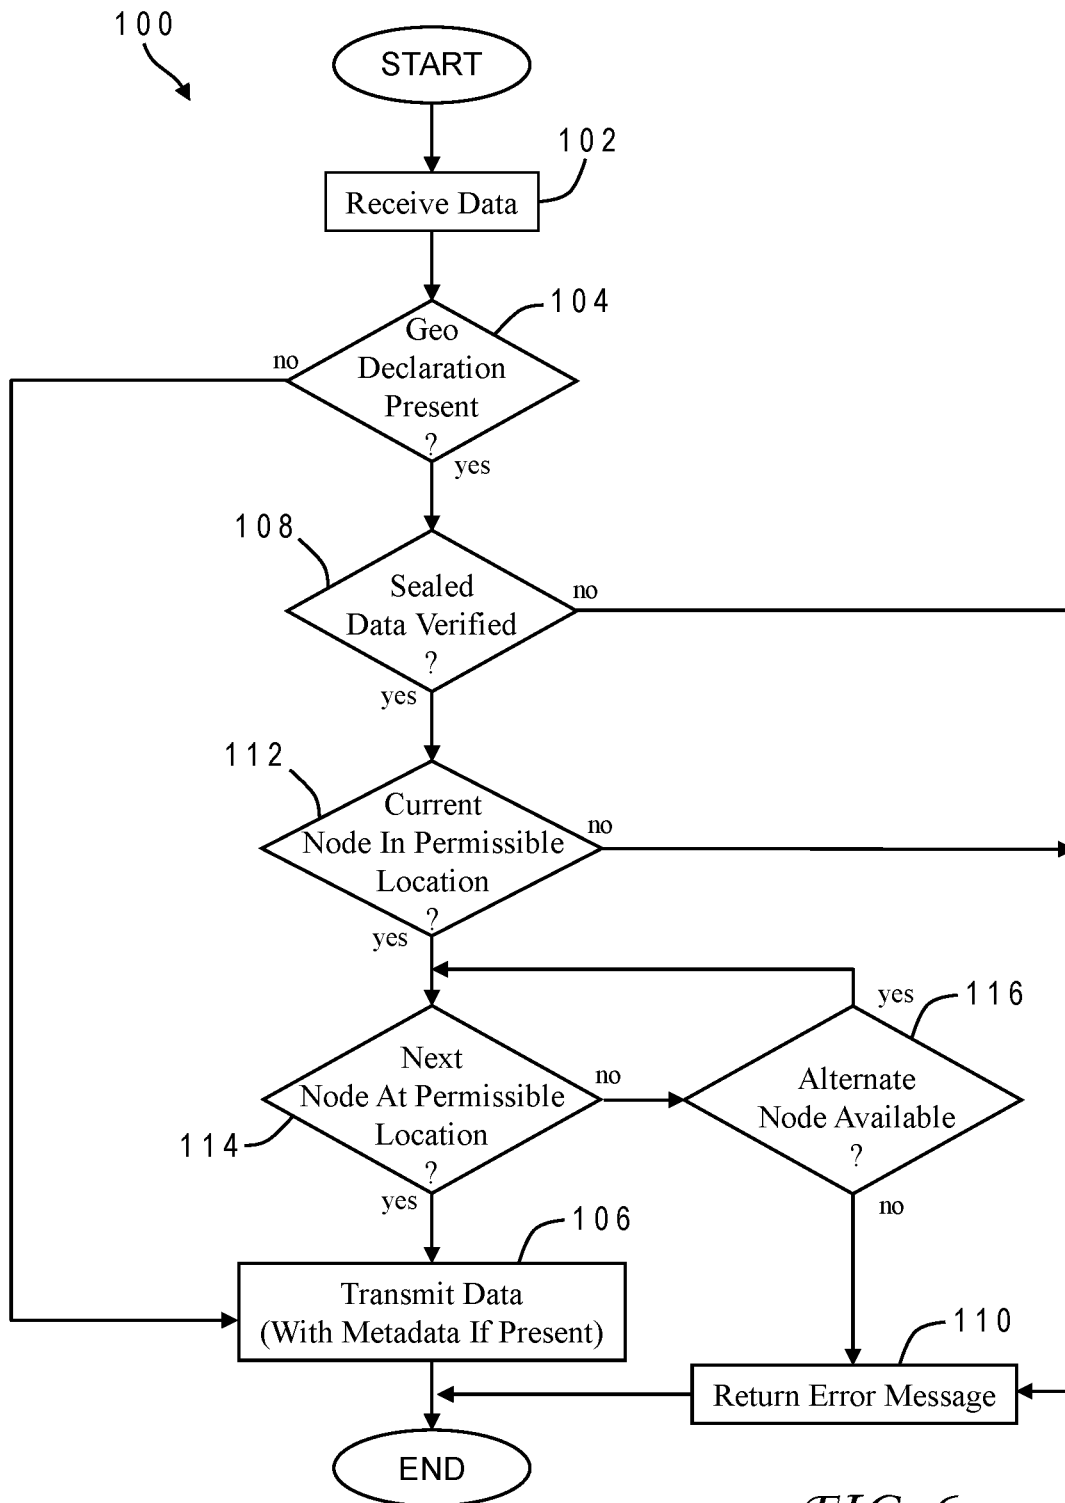 100
START
102
Receive Data
104
Geo
Declaration
Present
?
no
yes
108
Sealed
Data Verified
?
no
yes
112
Current
Node In Permissible
Location
?
no
yes
114
Next
Node At Permissible
Location
?
no
yes
116
Alternate
Node Available
?
yes
no
106
Transmit Data
(With Metadada If Present)
110
Return Error Message
END